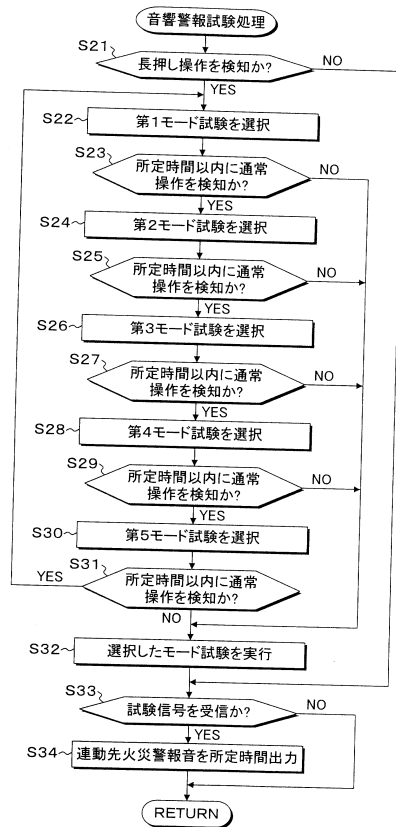 音響警報試験処理
S21
長押し操作を検知か?
NO
YES
S22
第1モード試験を選択
S23
所定時間以内に通常
操作を検知か?
NO
YES
S24
第2モード試験を選択
S25
所定時間以内に通常
操作を検知か?
NO
YES
S26
第3モード試験を選択
S27
所定時間以内に通常
操作を検知か?
NO
YES
S28
第4モード試験を選択
S29
所定時間以内に通常
操作を検知か?
NO
YES
S30
第5モード試験を選択
S31
YES
所定時間以内に通常
操作を検知か?
NO
S32
選択したモード試験を実行
S33
試験信号を受信か?
NO
YES
S34
連動先火災警報音を所定時間出力
RETURN